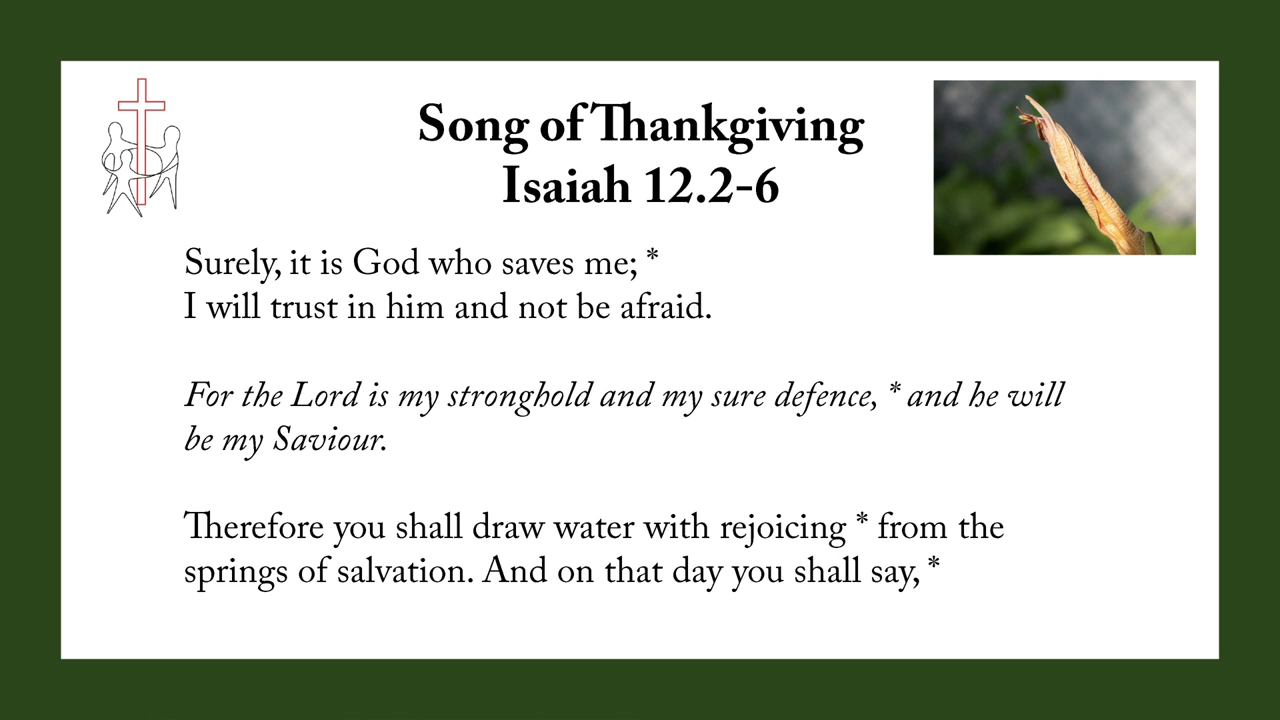 Song of Thankgiving
Isaiah 12.2-6
Surely, it is God who saves me; *
I will trust in him and not be afraid.
For the Lord is my stronghold and my sure defence, * and he will
be my Saviour.
Therefore you shall draw water with rejoicing * from the
springs of salvation. And on that day you shall say, *